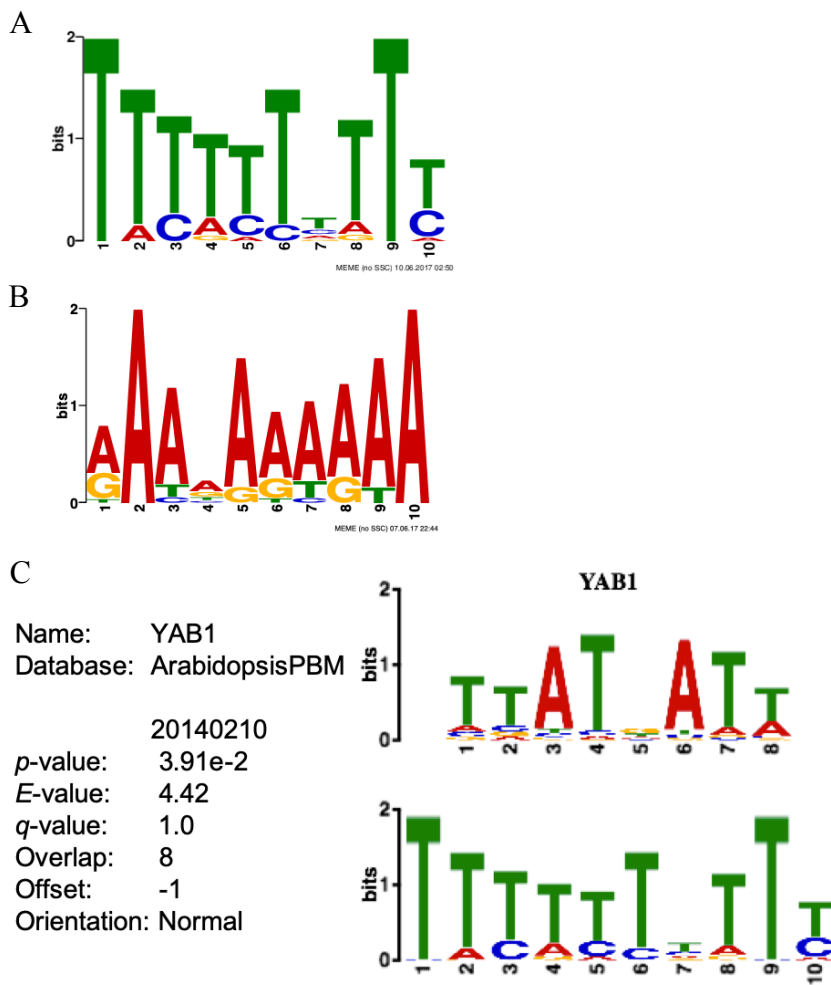 A
2
1
0
bits
1 2 3 4 5 6 7 8 9 10
MEME (no SSC) 10.06.2017 02:50
B
2
1
0
bits
1 2 3 4 5 6 7 8 9 10
MEME (no SSC) 07.06.17 22:44
C
YAB1
Name: YAB1
Database: ArabidopsisPBM
20140210
p-value: 3.91e-2
E-value: 4.42
q-value: 1.0
Overlap: 8
Offset: -1
Orientation: Normal
2
1
0
bits
T T A T A T T
1 2 3 4 5 6 7 8
2
1
0
bits
T T T T T T T T T
1 2 3 4 5 6 7 8 9 10